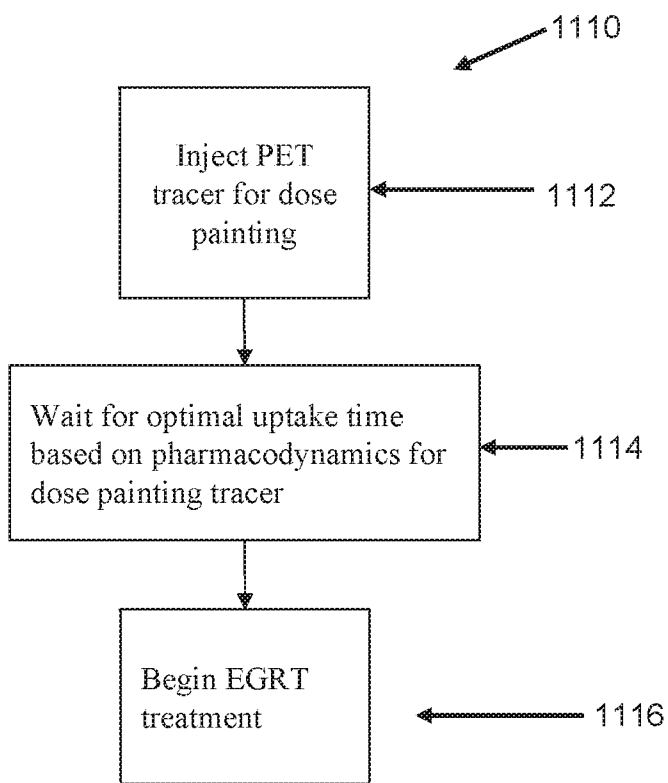 1110
Inject PET
tracer for dose
painting
1112
Wait for optimal uptake time
based on pharmacodynamics for
dose painting tracer
1114
Begin EGRT
treatment
1116